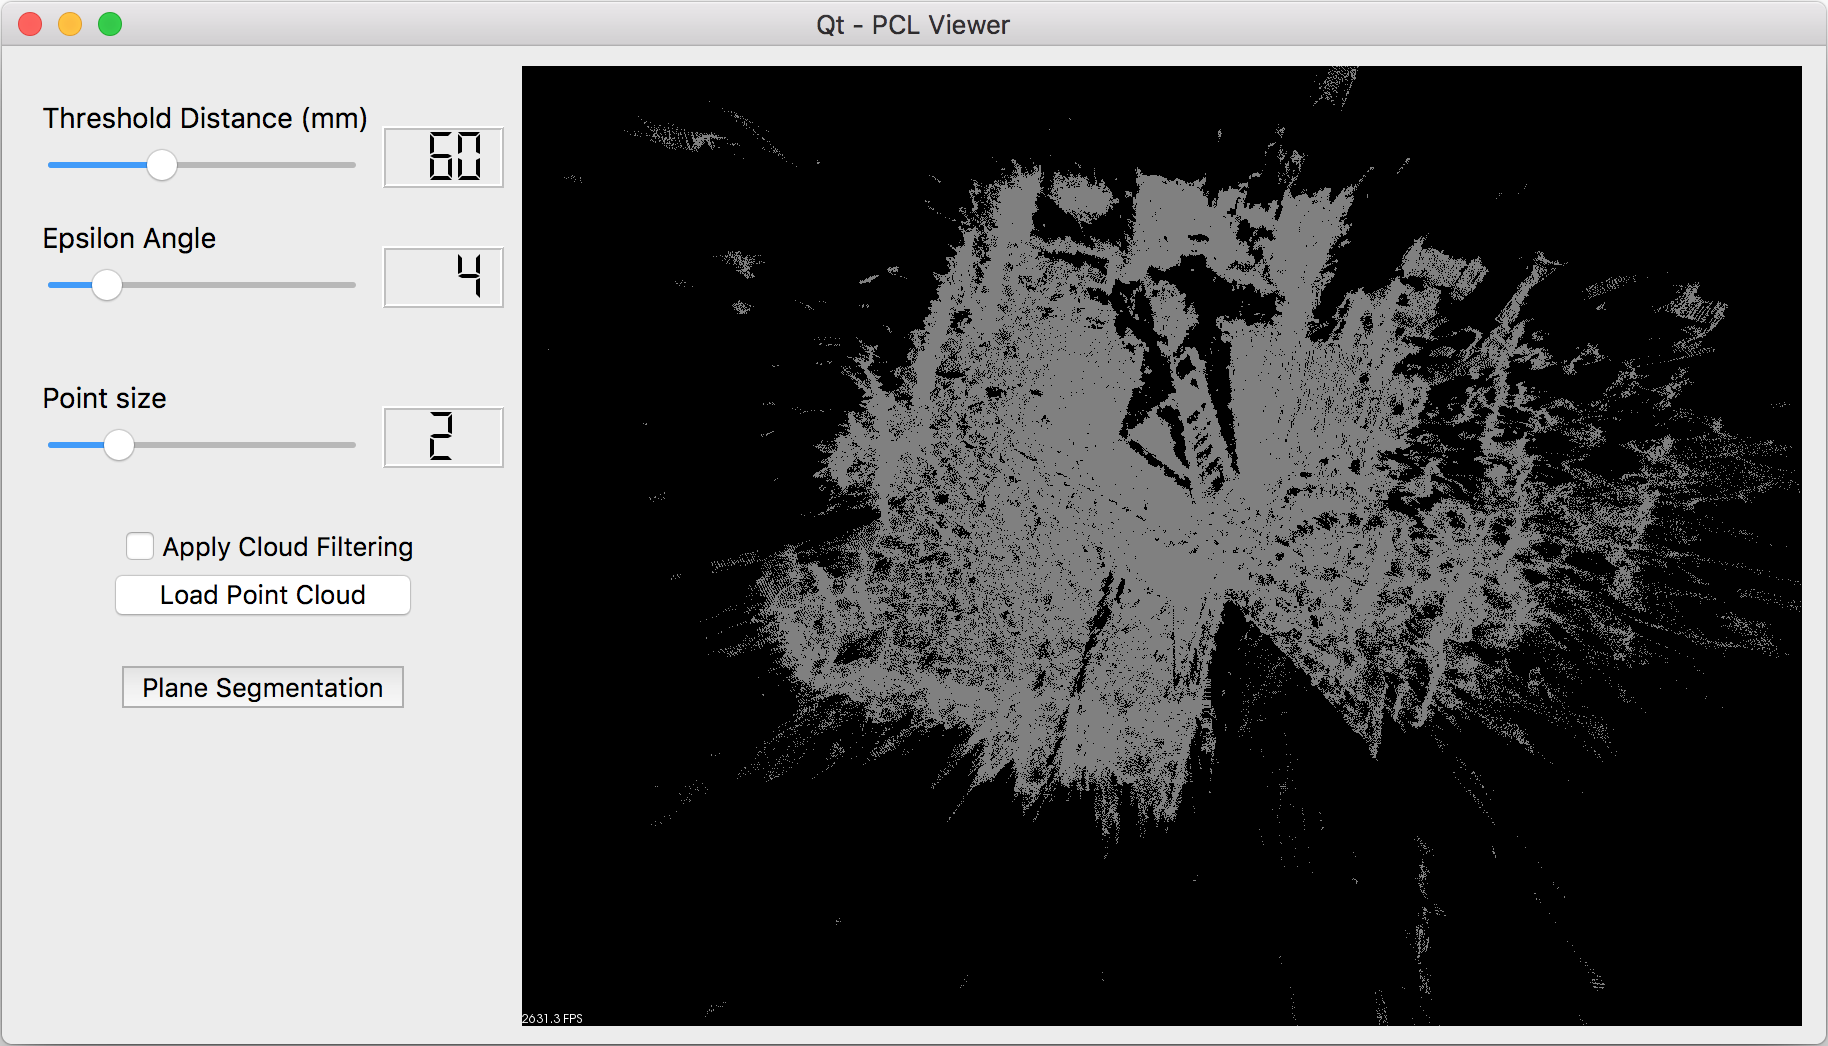 Qt - PCL Viewer
Threshold Distance (mm)
60
Epsilon Angle
4
Point size
2
Apply Cloud Filtering
Load Point Cloud
Plane Segmentation
2631.3 FPS